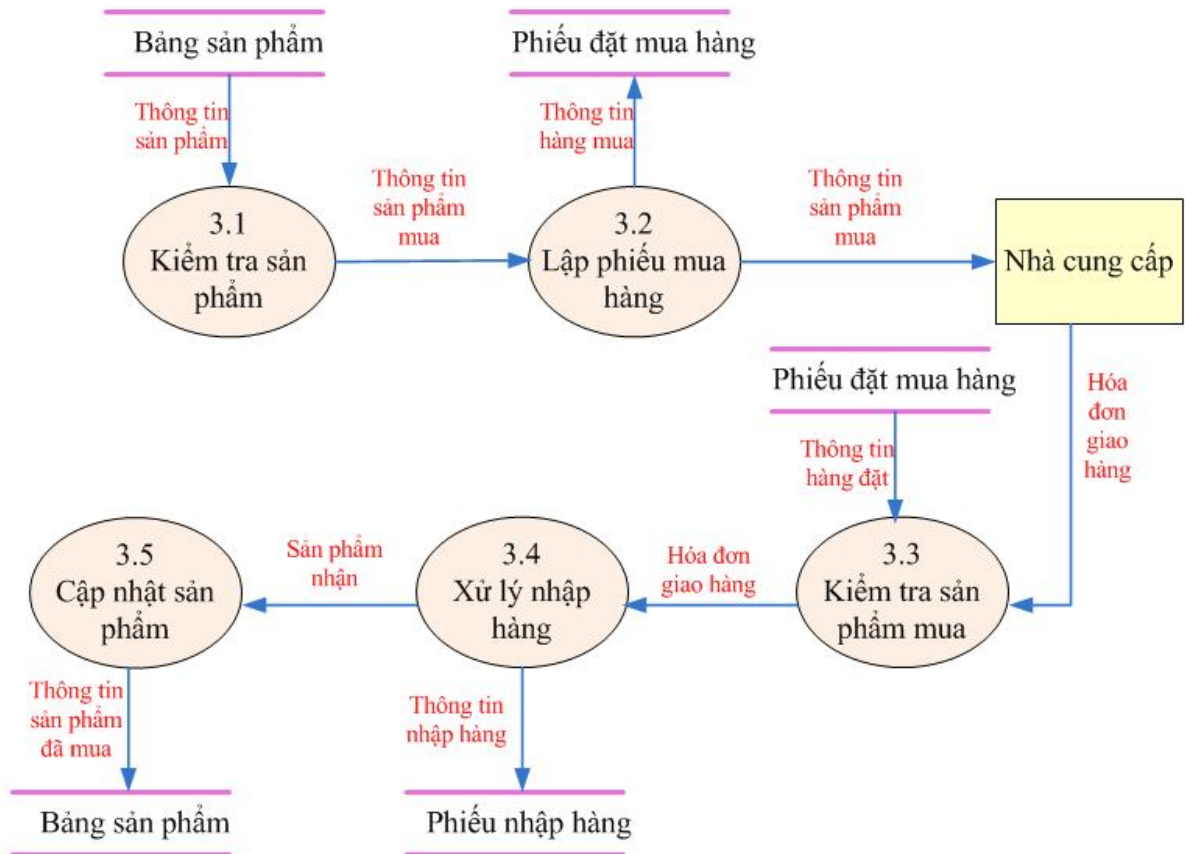 Bảng sản phẩm
Phiếu đặt mua hàng
Thông tin
sản phẩm
Thông tin
hàng mua
Thông tin
sản phẩm
mua
Thông tin
sản phẩm
mua
3.1
Kiểm tra sản
phẩm
3.2
Lập phiếu mua
hàng
Nhà cung cấp
Phiếu đặt mua hàng
Hóa
đơn
giao
hàng
Thông tin
hàng đặt
3.5
Cập nhật sản
phẩm
Sản phẩm
nhận
3.4
Xử lý nhập
hàng
Hóa đơn
giao hàng
3.3
Kiểm tra sản
phẩm mua
Thông tin
sản phẩm
đã mua
Thông tin
nhập hàng
Bảng sản phẩm
Phiếu nhập hàng